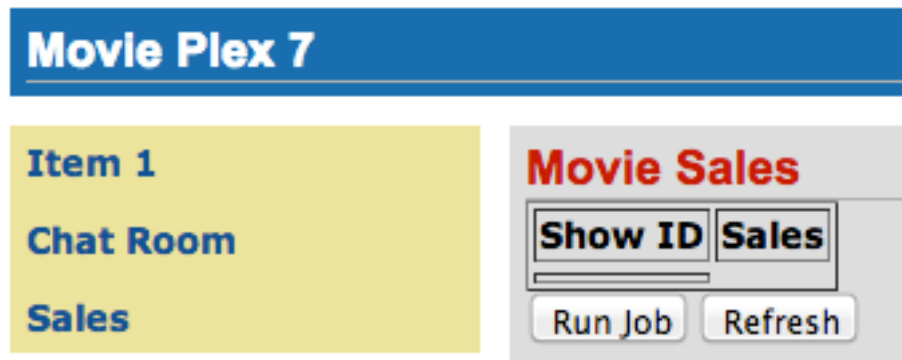 Movie Plex 7
Item 1
Chat Room
Sales
Movie Sales
Show ID Sales
Run Job Refresh